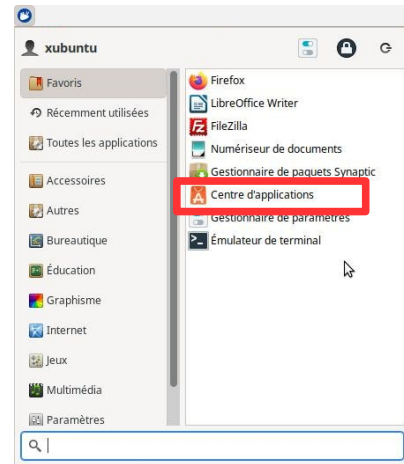 xubuntu
Favoris
Récemment utilisées
Toutes les applications
Accessoires
Autres
Bureautique
Éducation
Graphisme
Internet
Jeux
Multimédia
Paramètres
Firefox
LibreOffice Writer
FileZilla
Numériseur de documents
Gestionnaire de paquets Synaptic
Centre d'applications
Gestionnaire de paramètres
Émulateur de terminal